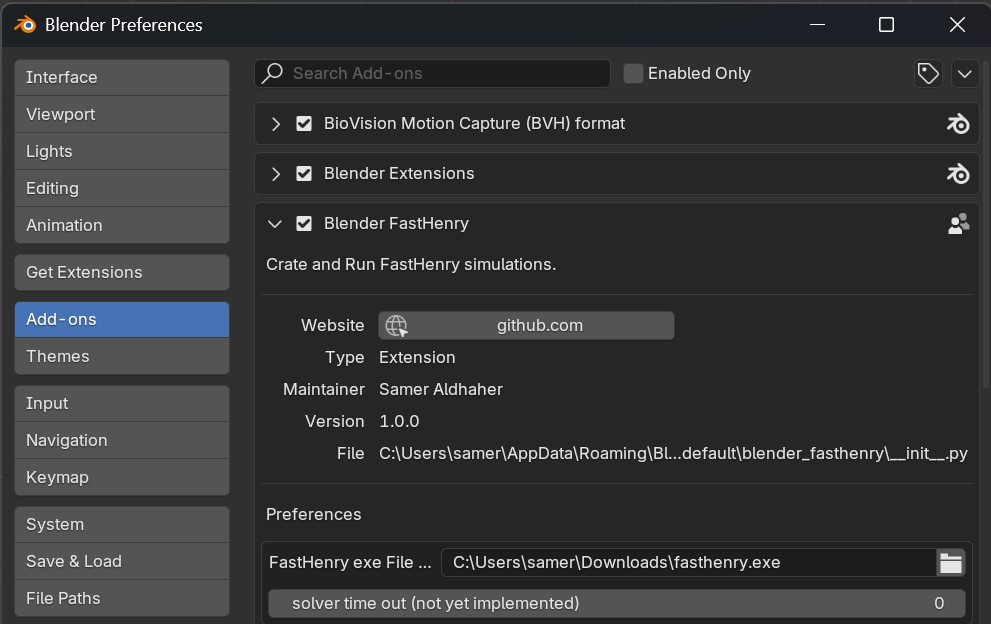 Blender Preferences
Interface
Viewport
Lights
Editing
Animation
Get Extensions
Add-ons
Themes
Input
Navigation
Keymap
System
Save & Load
File Paths
Search Add-ons
Enabled Only
BioVision Motion Capture (BVH) format
Blender Extensions
Blender FastHenry
Crate and Run FastHenry simulations.
Website github.com
Type Extension
Maintainer Samer Aldhaher
Version 1.0.0
File C:\Users\samer\AppData\Roaming\Bl...default\blender_fasthenry\__init__.py
Preferences
FastHenry exe File ... C:\Users\samer\Downloads\fasthenry.exe
solver time out (not yet implemented) 0